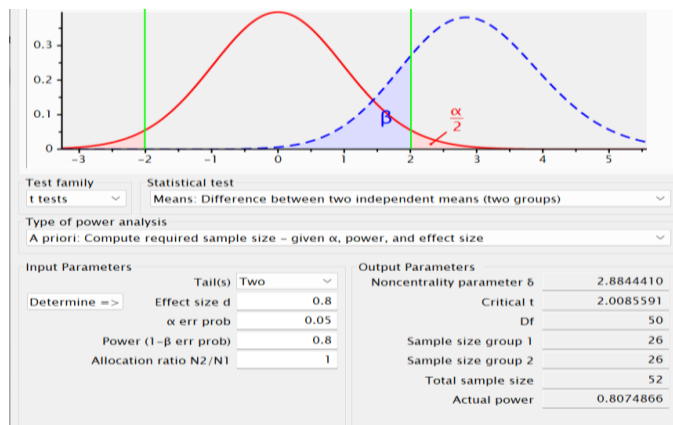 0.3
0.2
0.1
0
β
α
2
-3 -2 -1 0 1 2 3 4 5
Test family Statistical test
t tests Means: Difference between two independent means (two groups)
Type of power analysis
A priori: Compute required sample size – given α, power, and effect size
Input Parameters Output Parameters
Tail(s) Two Noncentrality parameter δ 2.8844410
Determine => Effect size d 0.8 Critical t 2.0085591
α err prob 0.05 Df 50
Power (1-β err prob) 0.8 Sample size group 1 26
Allocation ratio N2/N1 1 Sample size group 2 26
Total sample size 52
Actual power 0.8074866